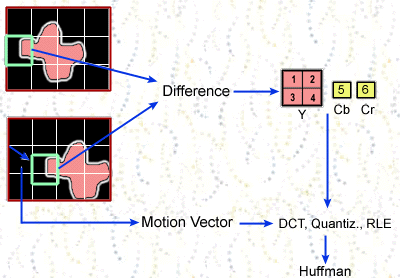 Difference
1 2
3 4
Y
5 6
Cb Cr
Motion Vector
DCT, Quantiz., RLE
Huffman